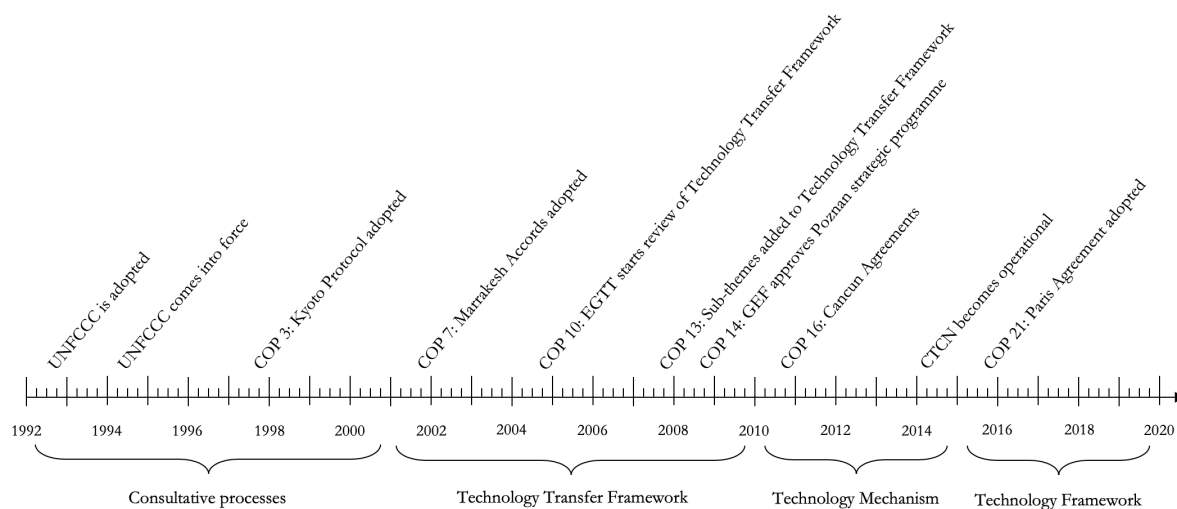 UNFCCC is adopted
UNFCCC comes into force
COP 3: Kyoto Protocol adopted
COP 7: Marrakesh Accords adopted
COP 10: EGTT starts review of Technology Transfer Framework
COP 13: Sub-themes added to Technology Transfer Framework
COP 14: GEF approves Poznan strategic programme
COP 16: Cancun Agreements
CTCN becomes operational
COP 21: Paris Agreement adopted
1992 1994 1996 1998 2000 2002 2004 2006 2008 2010 2012 2014 2016 2018 2020
Consultative processes Technology Transfer Framework Technology Mechanism Technology Framework